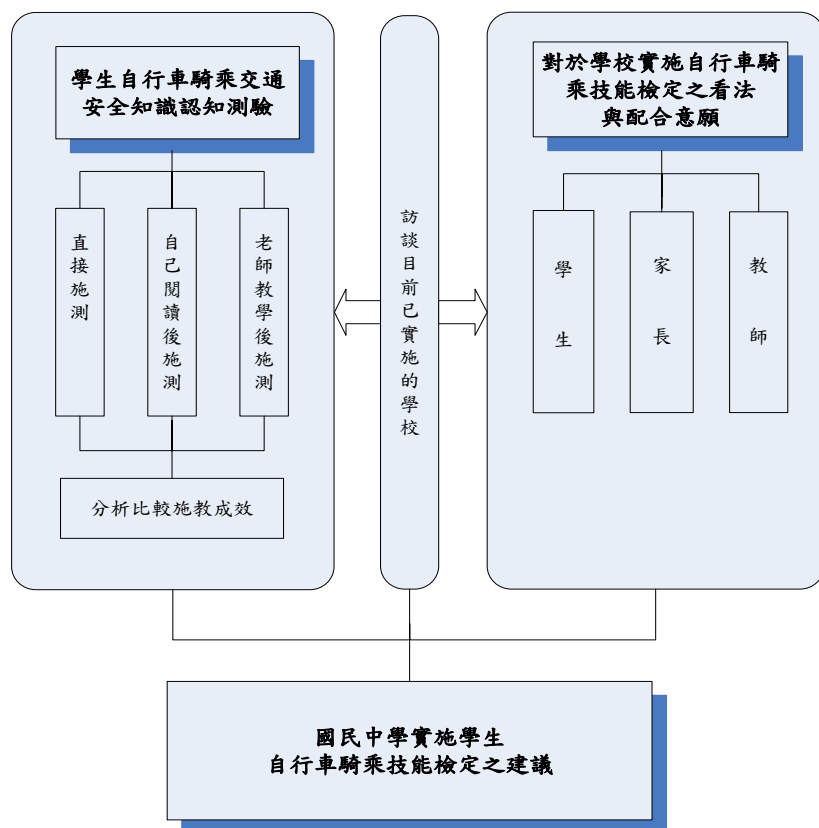 學生自行車騎乘交通
安全知識認知測驗
直接施測
自己閱讀後施測
老師教學後施測
分析比較施教成效
訪談目前已實施的學校
對於學校實施自行車騎
乘技能檢定之看法
與配合意願
學生
家長
教師
國民中學實施學生
自行車騎乘技能檢定之建議